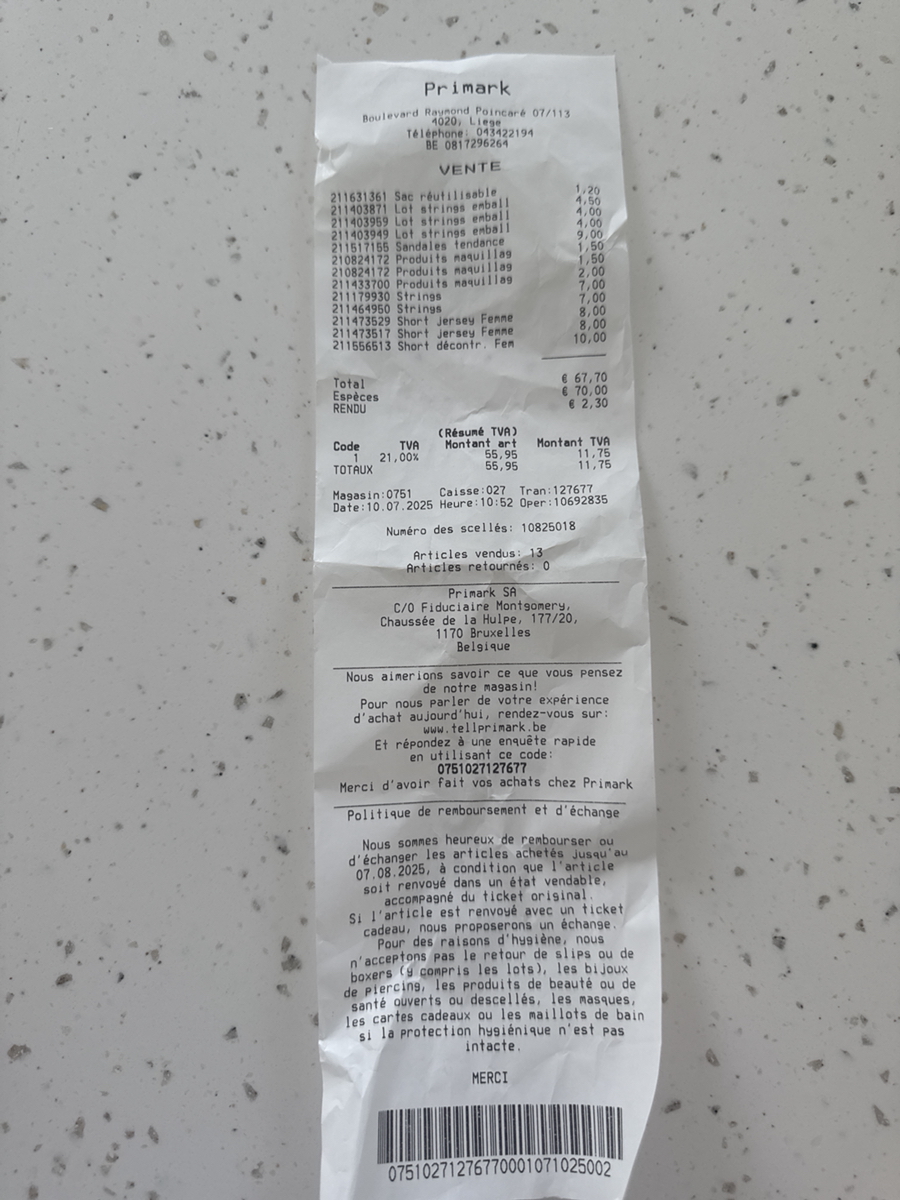 Primark
Boulevard Raymond Poincaré 07/113
4020, Liege
Téléphone: 043422194
BE 0817296264
VENTE
211631361 Sac réutilisable 1,20
211403871 Lot strings emball 4,50
211403959 Lot strings emball 4,00
211403949 Lot strings emball 4,00
211517155 Sandales tendance 9,00
210824172 Produits maquillag 1,50
210824172 Produits maquillag 1,50
211433700 Produits maquillag 2,00
211179930 Strings 7,00
211464950 Strings 7,00
211473529 Short Jersey Femme 8,00
211473517 Short Jersey Femme 8,00
211556513 Short décontr. Fem 10,00
Total € 67,70
Espèces € 70,00
RENDU € 2,30
(Résumé TVA)
Code TVA Montant art Montant TVA
1 21,00% 55,95 11,75
TOTAUX 55,95 11,75
Magasin:0751 Caisse:027 Tran:127677
Date:10.07.2025 Heure:10:52 Oper:10692835
Numéro des scellés: 10825018
Articles vendus: 13
Articles retournés: 0
Primark SA
C/O Fiduciaire Montgomery,
Chaussée de la Hulpe, 177/20,
1170 Bruxelles
Belgique
Nous aimerions savoir ce que vous pensez
de notre magasin!
Pour nous parler de votre expérience
d'achat aujourd'hui, rendez-vous sur:
www.tellprimark.be
Et répondez à une enquête rapide
en utilisant ce code:
0751027127677
Merci d'avoir fait vos achats chez Primark
Politique de remboursement et d'échange
Nous sommes heureux de rembourser ou
d'échanger les articles achetés jusqu'au
07.08.2025, à condition que l'article
soit renvoyé dans un état vendable,
accompagné du ticket original.
Si l'article est renvoyé avec un ticket
cadeau, nous proposerons un échange.
Pour des raisons d'hygiène, nous
n'acceptons pas le retour de slips ou de
boxers (y compris les lots), les bijoux
de piercing, les produits de beauté ou de
santé ouverts ou descellés, les masques,
les cartes cadeaux ou les maillots de bain
si la protection hygiénique n'est pas
intacte.
MERCI
07510271276770001071025002